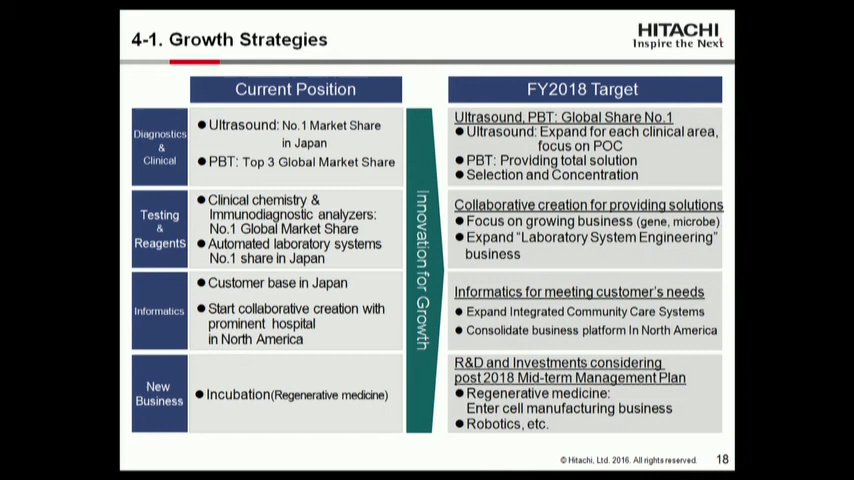 4-1. Growth Strategies
HITACHI
Inspire the Next
Current Position
FY2018 Target
Diagnostics
&
Clinical
● Ultrasound: No.1 Market Share
in Japan
● PBT: Top 3 Global Market Share
Ultrasound, PBT: Global Share No.1
● Ultrasound: Expand for each clinical area,
focus on POC
● PBT: Providing total solution
● Selection and Concentration
Testing
&
Reagents
● Clinical chemistry &
Immunodiagnostic analyzers:
No.1 Global Market Share
● Automated laboratory systems
No.1 share in Japan
Collaborative creation for providing solutions
● Focus on growing business (gene, microbe)
● Expand “Laboratory System Engineering”
business
Informatics
● Customer base in Japan
● Start collaborative creation with
prominent hospital
in North America
Informatics for meeting customer's needs
● Expand Integrated Community Care Systems
● Consolidate business platform In North America
New
Business
● Incubation(Regenerative medicine)
R&D and Investments considering
post 2018 Mid-term Management Plan
● Regenerative medicine:
Enter cell manufacturing business
● Robotics, etc.
Innovation for Growth
© Hitachi, Ltd. 2016. All rights reserved.
18